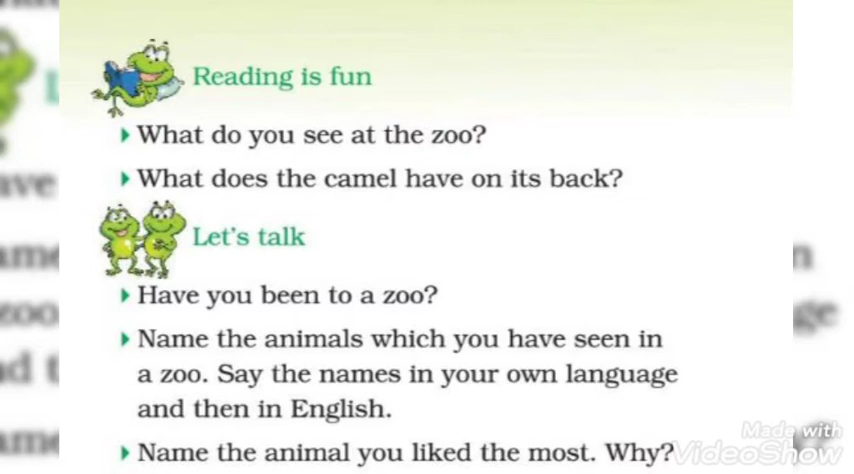 Reading is fun
What do you see at the zoo?
What does the camel have on its back?
Let's talk
Have you been to a zoo?
Name the animals which you have seen in
a zoo. Say the names in your own language
and then in English.
Name the animal you liked the most. Why?
Made with
VideoShow